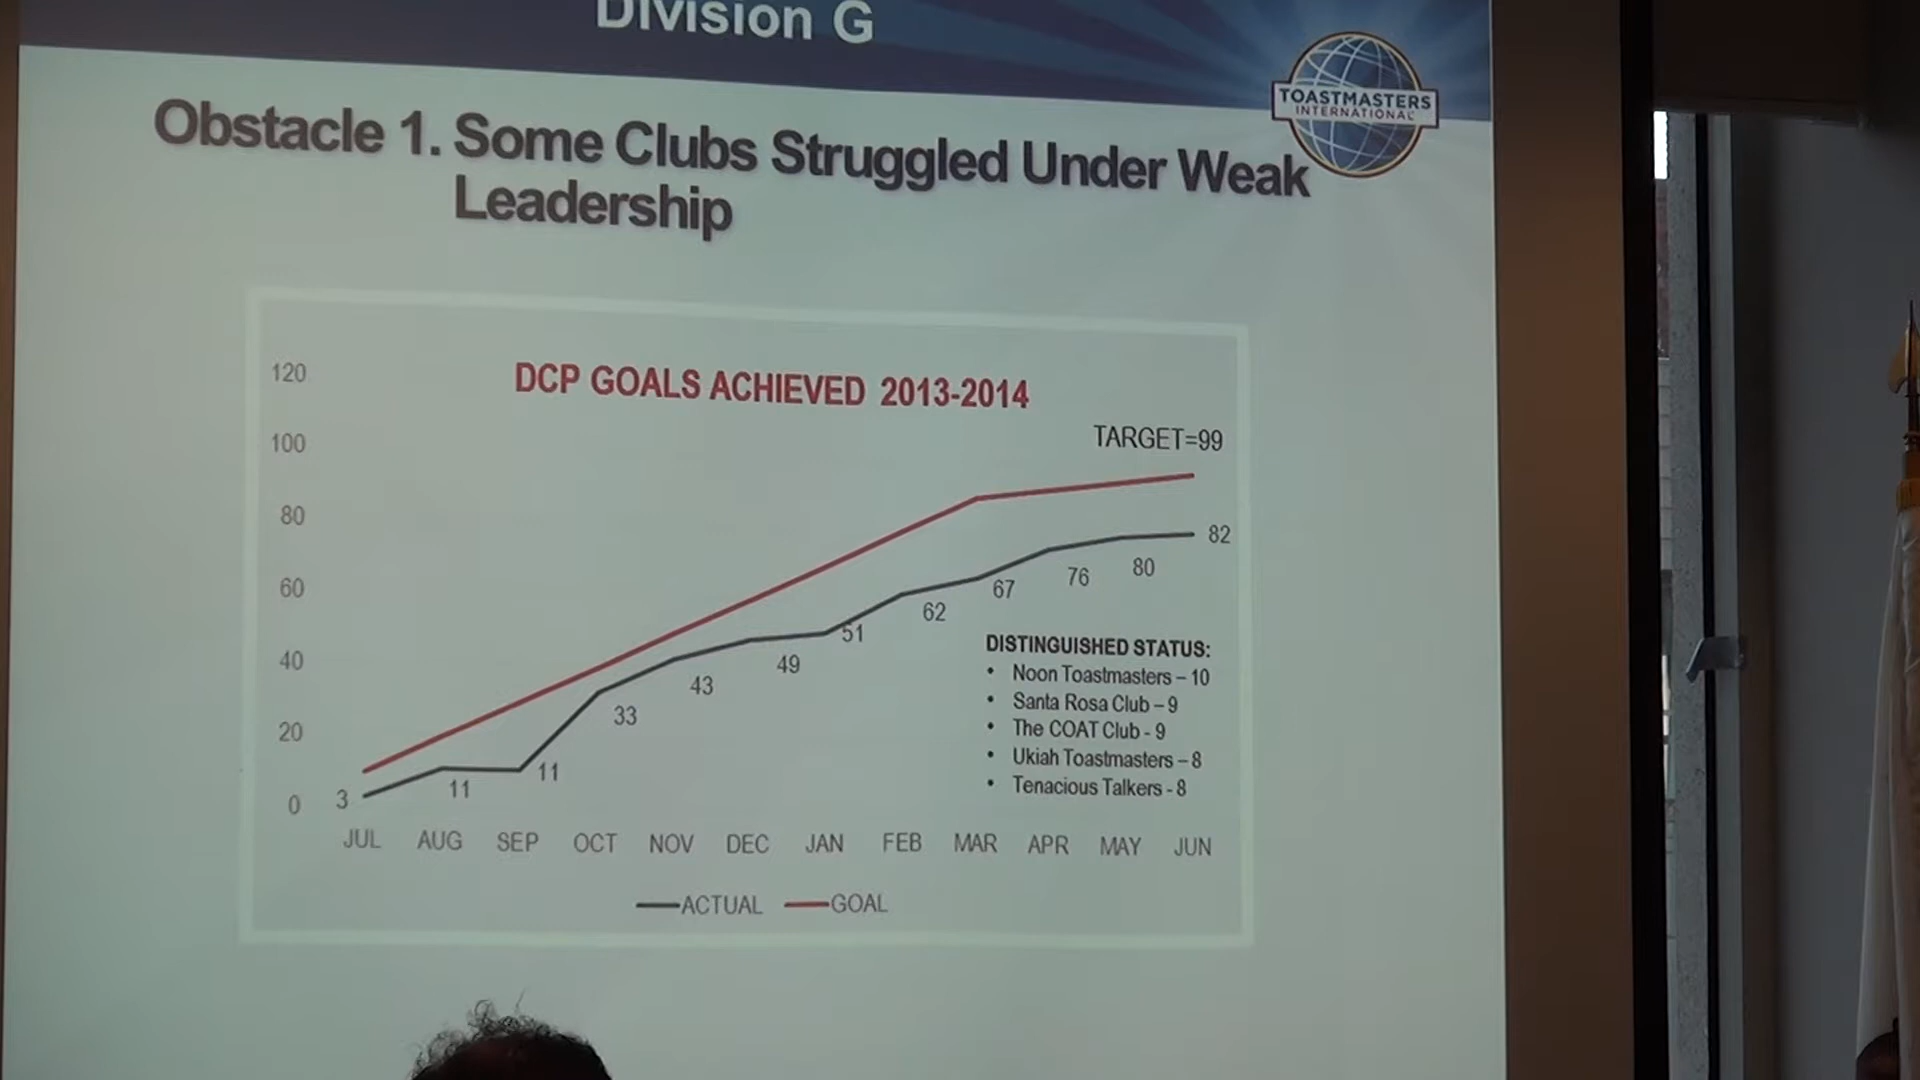 Division G
TOASTMASTERS
INTERNATIONAL
Obstacle 1. Some Clubs Struggled Under Weak
Leadership
DCP GOALS ACHIEVED 2013-2014
TARGET=99
120
100
80
60
40
20
0
3
11
11
33
43
49
51
62
67
76
80
82
DISTINGUISHED STATUS:
• Noon Toastmasters – 10
• Santa Rosa Club – 9
• The COAT Club - 9
• Ukiah Toastmasters – 8
• Tenacious Talkers - 8
JUL AUG SEP OCT NOV DEC JAN FEB MAR APR MAY JUN
ACTUAL GOAL